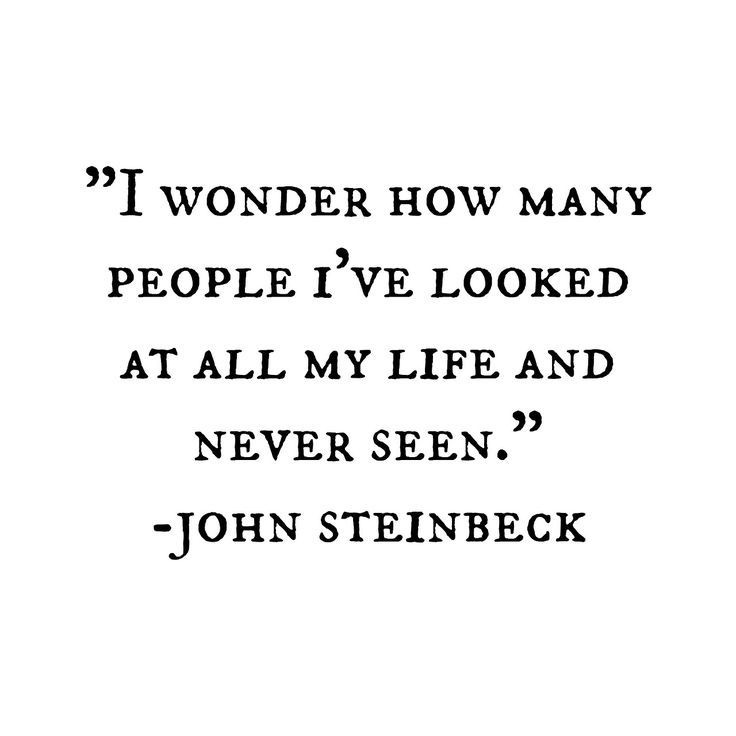 ”I wonder how many
people i’ve looked
at all my life and
never seen.”
-John Steinbeck